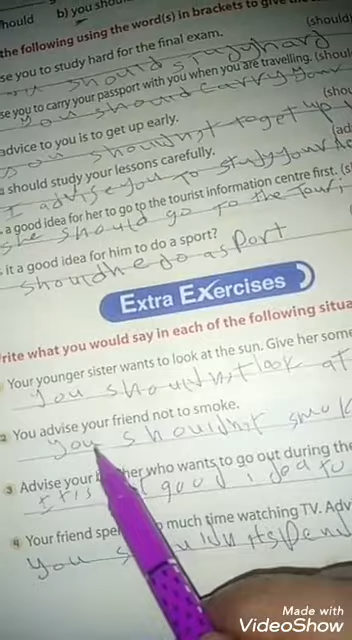 hould b) you shou
the following using the word(s) in brackets to give
se you to study hard for the final exam. (should)
should study hard
se you to carry your passport with you when you are travelling. (shou
you should carry your
advice to you is to get up early. (shou
shouldn't to get up
should study your lessons carefully. (ad
I advise you to study your
a good idea for her to go to the tourist information centre first. (s
she should go to the Touri
it a good idea for him to do a sport?
should he do a sport
Extra Exercises
rite what you would say in each of the following situa
Your younger sister wants to look at the sun. Give her some
you shouldn't look at
2 You advise your friend not to smoke.
you shouldn't smok
3 Advise your her who wants to go out during the
good idea to
4 Your friend spe much time watching TV. Adv
you spend
Made with
VideoShow